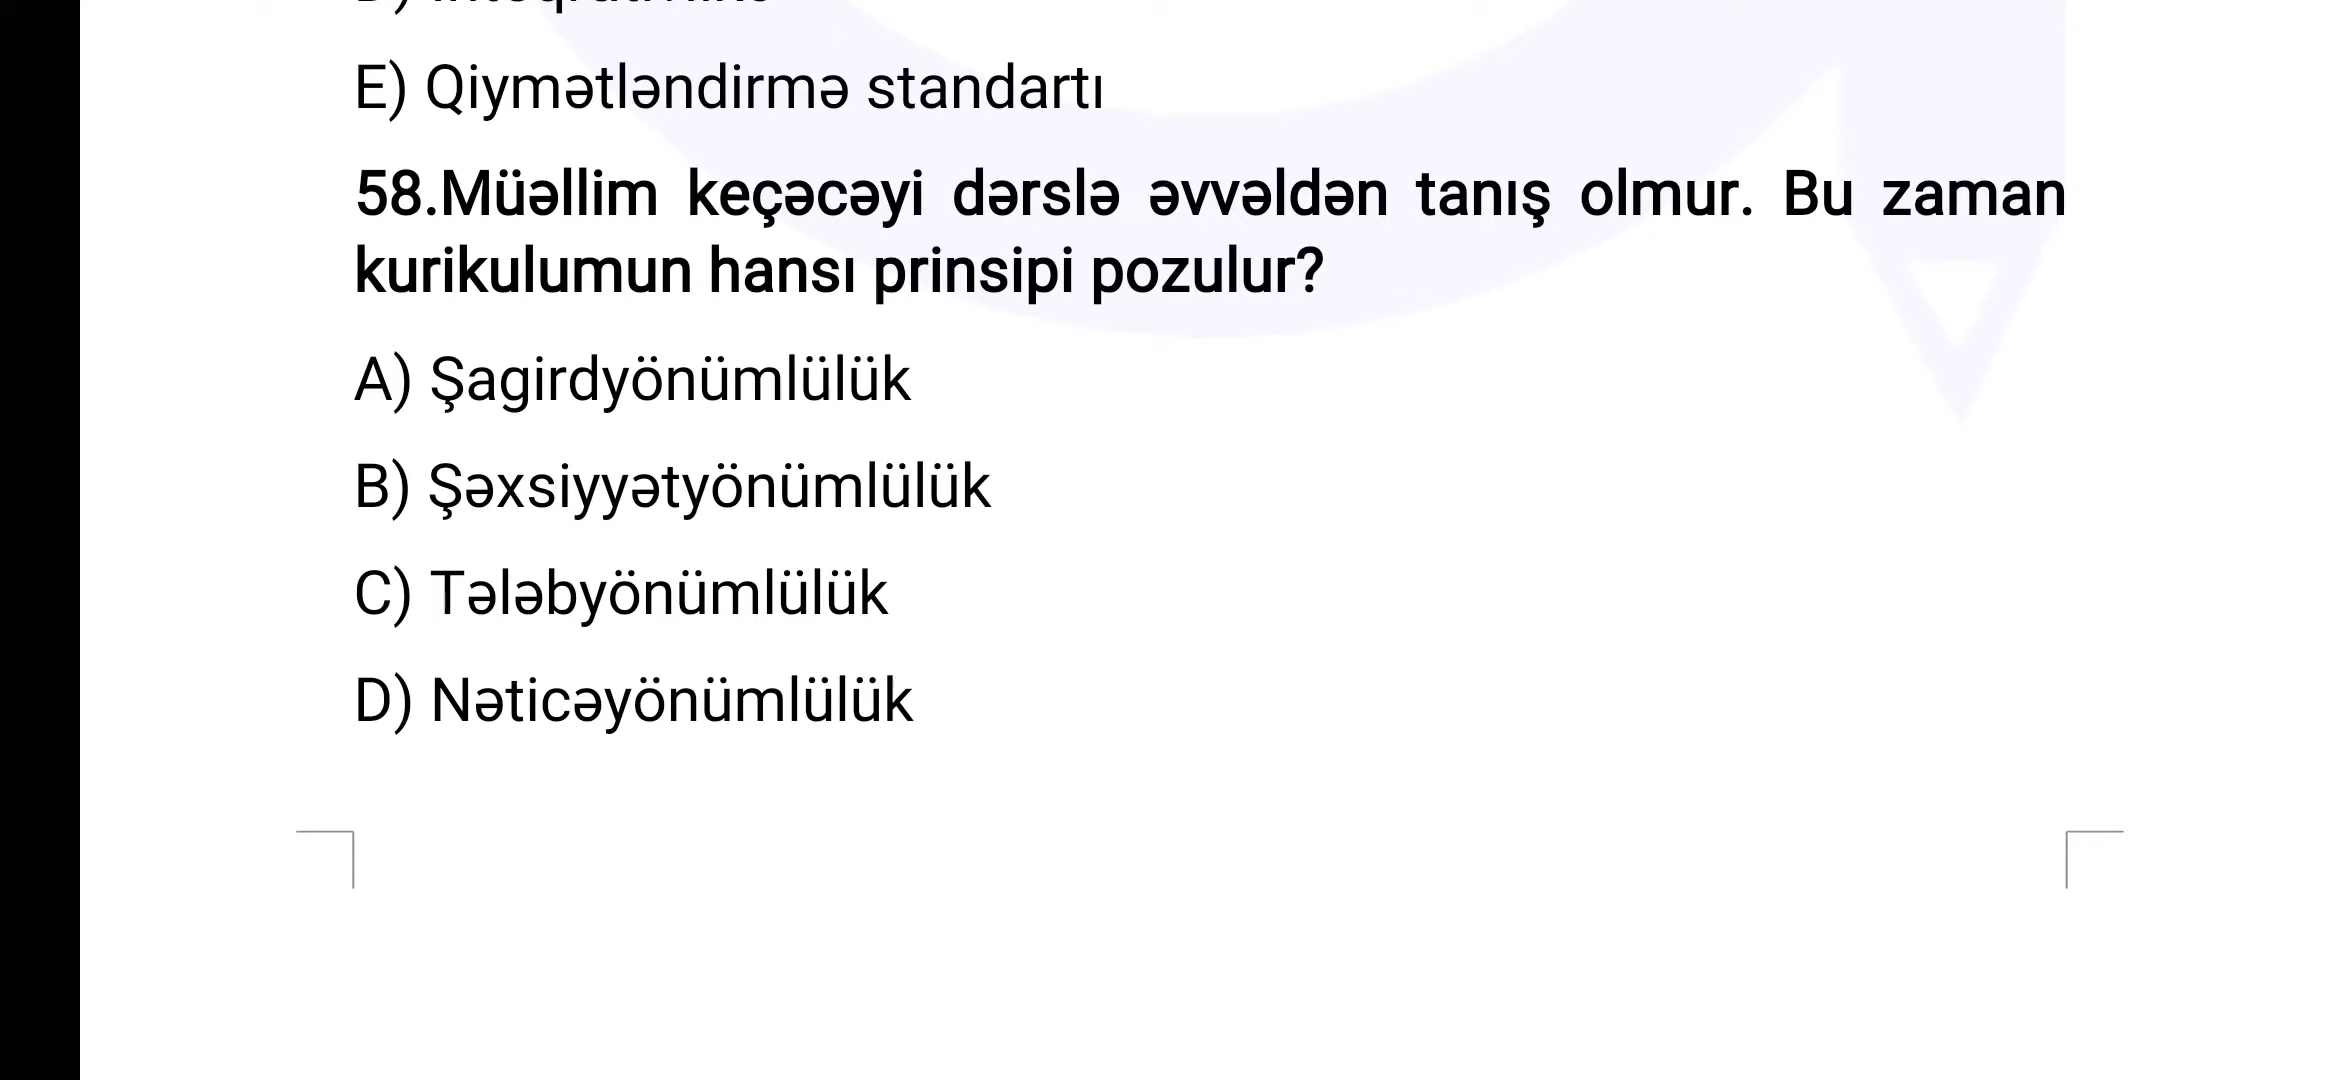 E) Qiymətləndirmə standartı
58.Müəllim keçəcəyi dərslə əvvəldən tanış olmur. Bu zaman
kurikulumun hansı prinsipi pozulur?
A) Şagirdyönümlülük
B) Şəxsiyyətyönümlülük
C) Tələbyönümlülük
D) Nəticəyönümlülük